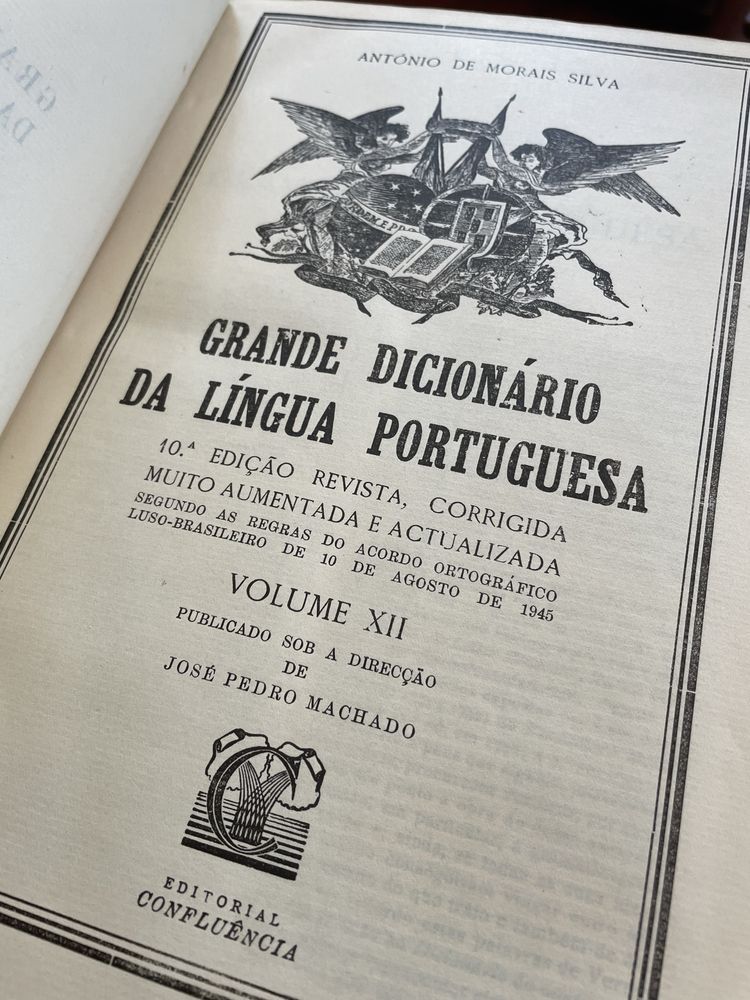 ANTÓNIO DE MORAIS SILVA
GRANDE DICIONÁRIO
DA LÍNGUA PORTUGUESA
10.ª EDIÇÃO REVISTA, CORRIGIDA
MUITO AUMENTADA E ACTUALIZADA
SEGUNDO AS REGRAS DO ACORDO ORTOGRÁFICO
LUSO-BRASILEIRO DE 10 DE AGOSTO DE 1945
VOLUME XII
PUBLICADO SOB A DIRECÇÃO
DE
JOSÉ PEDRO MACHADO
EDITORIAL
CONFLUÊNCIA